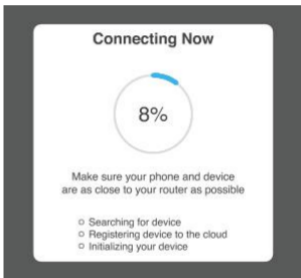 Connecting Now
8%
Make sure your phone and device
are as close to your router as possible
Searching for device
Registering device to the cloud
Initializing your device